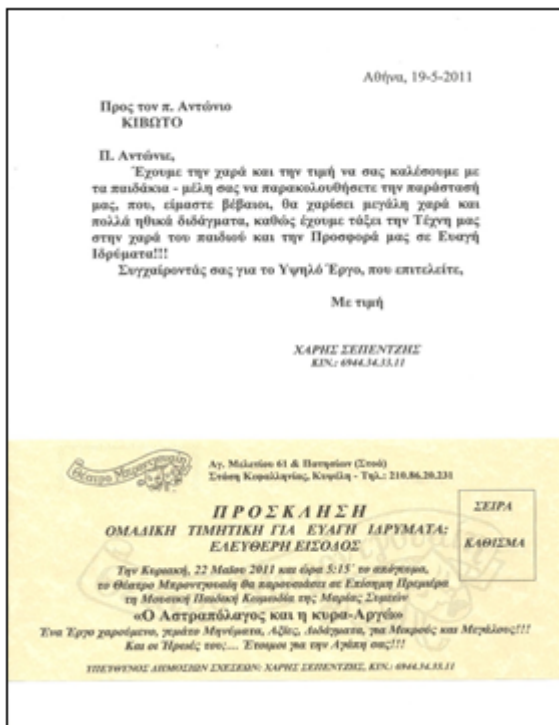 Αθήνα, 19-5-2011
Προς τον π. Αντώνιο
ΚΙΒΩΤΟ
Π. Αντώνιε,
Έχουμε την χαρά και την τιμή να σας καλέσουμε με
τα παιδάκια - μέλη σας να παρακολουθήσετε την παράστασή
μας, που, είμαστε βέβαιοι, θα χαρίσει μεγάλη χαρά και
πολλά ηθικά διδάγματα, καθώς έχουμε τάξει την Τέχνη μας
στην χαρά του παιδιού και την Προσφορά μας σε Ευαγή
Ιδρύματα!!!
Συγχαίροντάς σας για το Υψηλό Έργο, που επιτελείτε,
Με τιμή
ΧΑΡΗΣ ΣΕΠΕΝΤΖΗΣ
ΚΙΝ.: 6944.34.33.11
Θέατρο Μπροντγουαίη
Αγ. Μελετίου 61 & Πατησίων (Στοά)
Στάση Κεφαλληνίας, Κυψέλη - Τηλ.: 210.86.20.231
ΠΡΟΣΚΛΗΣΗ
ΟΜΑΔΙΚΗ ΤΙΜΗΤΙΚΗ ΓΙΑ ΕΥΑΓΗ ΙΔΡΥΜΑΤΑ:
ΕΛΕΥΘΕΡΗ ΕΙΣΟΔΟΣ
ΣΕΙΡΑ
ΚΑΘΙΣΜΑ
Την Κυριακή, 22 Μαΐου 2011 και ώρα 5:15΄ το απόγευμα,
το Θέατρο Μπροντγουαίη θα παρουσιάσει σε Επίσημη Πρεμιέρα
τη Μουσική Παιδική Κωμωδία της Μαρίας
«Ο Αστραπόλαγος και η κυρα-Αργώ»
Ένα Έργο χαρούμενο, γεμάτο Μηνύματα, Αξίες, Διδάγματα, για Μικρούς και Μεγάλους!!!
Και οι Ήρωές του… Έτοιμοι για την Αγάπη σας!!!
ΥΠΕΥΘΥΝΟΣ ΔΗΜΟΣΙΩΝ ΣΧΕΣΕΩΝ: ΧΑΡΗΣ ΣΕΠΕΝΤΖΗΣ, ΚΙΝ.: 6944.34.33.11